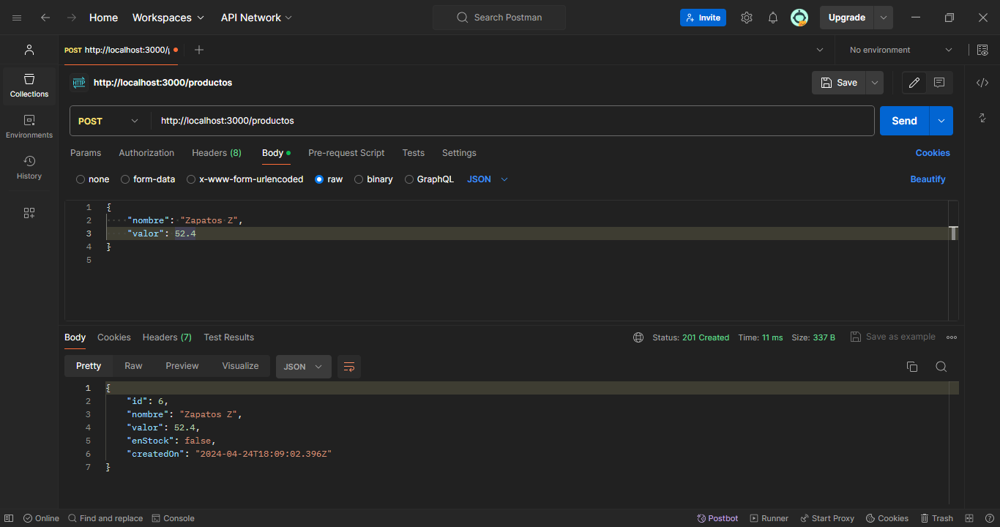 Home Workspaces API Network Search Postman Invite Upgrade
POST http://localhost:3000/p No environment
HTTP http://localhost:3000/productos Save
Collections
Environments
History
POST http://localhost:3000/productos Send
Params Authorization Headers (8) Body Pre-request Script Tests Settings Cookies
none form-data x-www-form-urlencoded raw binary GraphQL JSON Beautify
1 {
2 "nombre": "Zapatos Z",
3 "valor": 52.4
4 }
5
Body Cookies Headers (7) Test Results Status: 201 Created Time: 11 ms Size: 337 B Save as example
Pretty Raw Preview Visualize JSON
1 {
2 "id": 6,
3 "nombre": "Zapatos Z",
4 "valor": 52.4,
5 "enStock": false,
6 "createdOn": "2024-04-24T18:09:02.396Z"
7 }
Online Find and replace Console Postbot Runner Start Proxy Cookies Trash